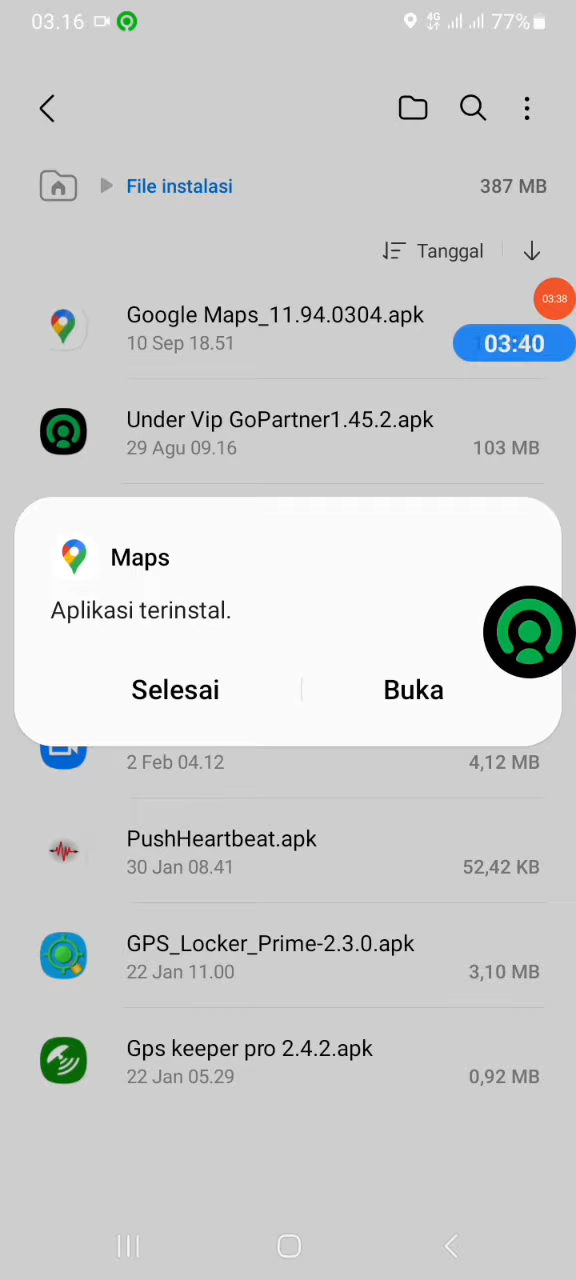 03.16 4G 77%
File instalasi 387 MB
Tanggal
Google Maps_11.94.0304.apk
03:38
10 Sep 18.51
03:40
Under Vip GoPartner1.45.2.apk
29 Agu 09.16 103 MB
Maps
Aplikasi terinstal.
Selesai Buka
2 Feb 04.12 4,12 MB
PushHeartbeat.apk
30 Jan 08.41 52,42 KB
GPS_Locker_Prime-2.3.0.apk
22 Jan 11.00 3,10 MB
Gps keeper pro 2.4.2.apk
22 Jan 05.29 0,92 MB